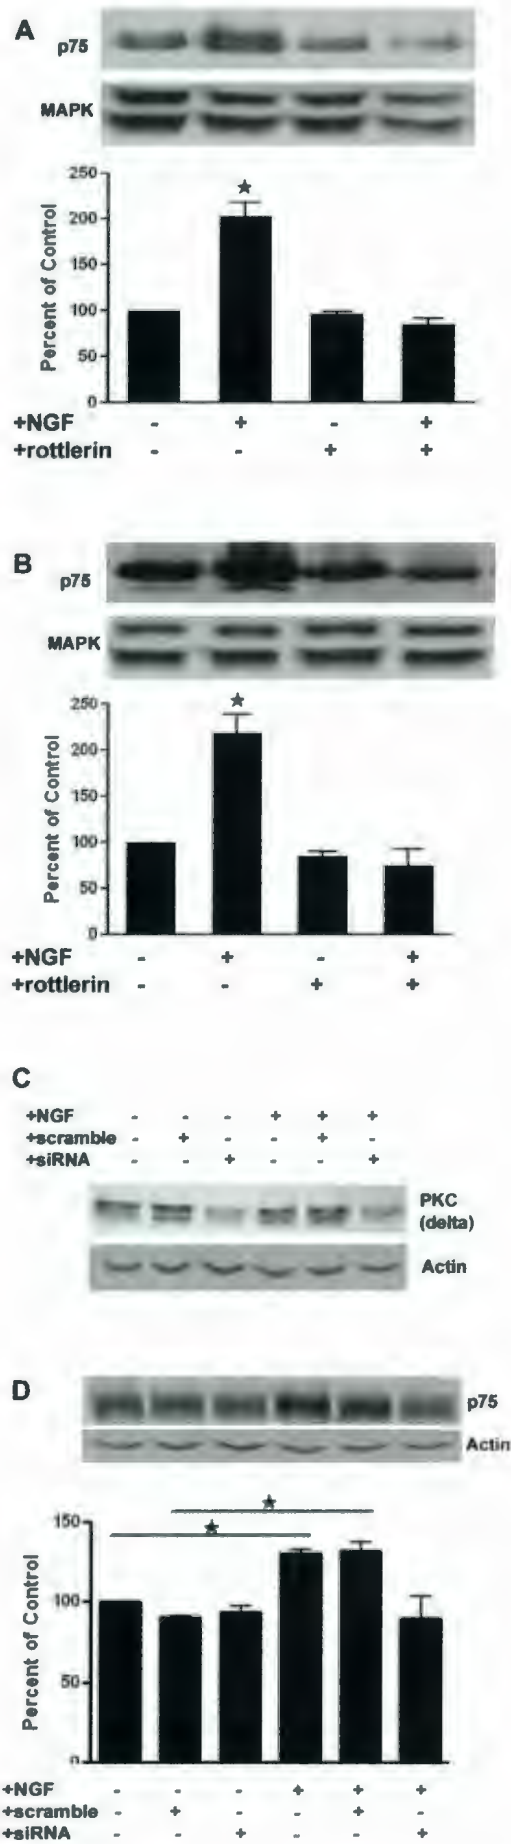 A
p75
MAPK
250
200
150
100
50
0
Percent of Control
★
+NGF - + - +
+rottlerin - - + +
B
p75
MAPK
250
200
150
100
50
0
Percent of Control
★
+NGF - + - +
+rottlerin - - + +
C
+NGF - - - + + +
+scramble - + - - + -
+siRNA - - + - - +
PKC
(delta)
Actin
D
p75
Actin
★
★
150
100
50
0
Percent of Control
+NGF - - - + + +
+scramble - + - - + -
+siRNA - - + - - +